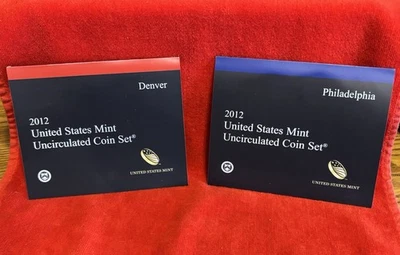 Denver
2012
United States Mint
Uncirculated Coin Set®
UNITED STATES MINT
Philadelphia
2012
United States Mint
Uncirculated Coin Set®
UNITED STATES MINT